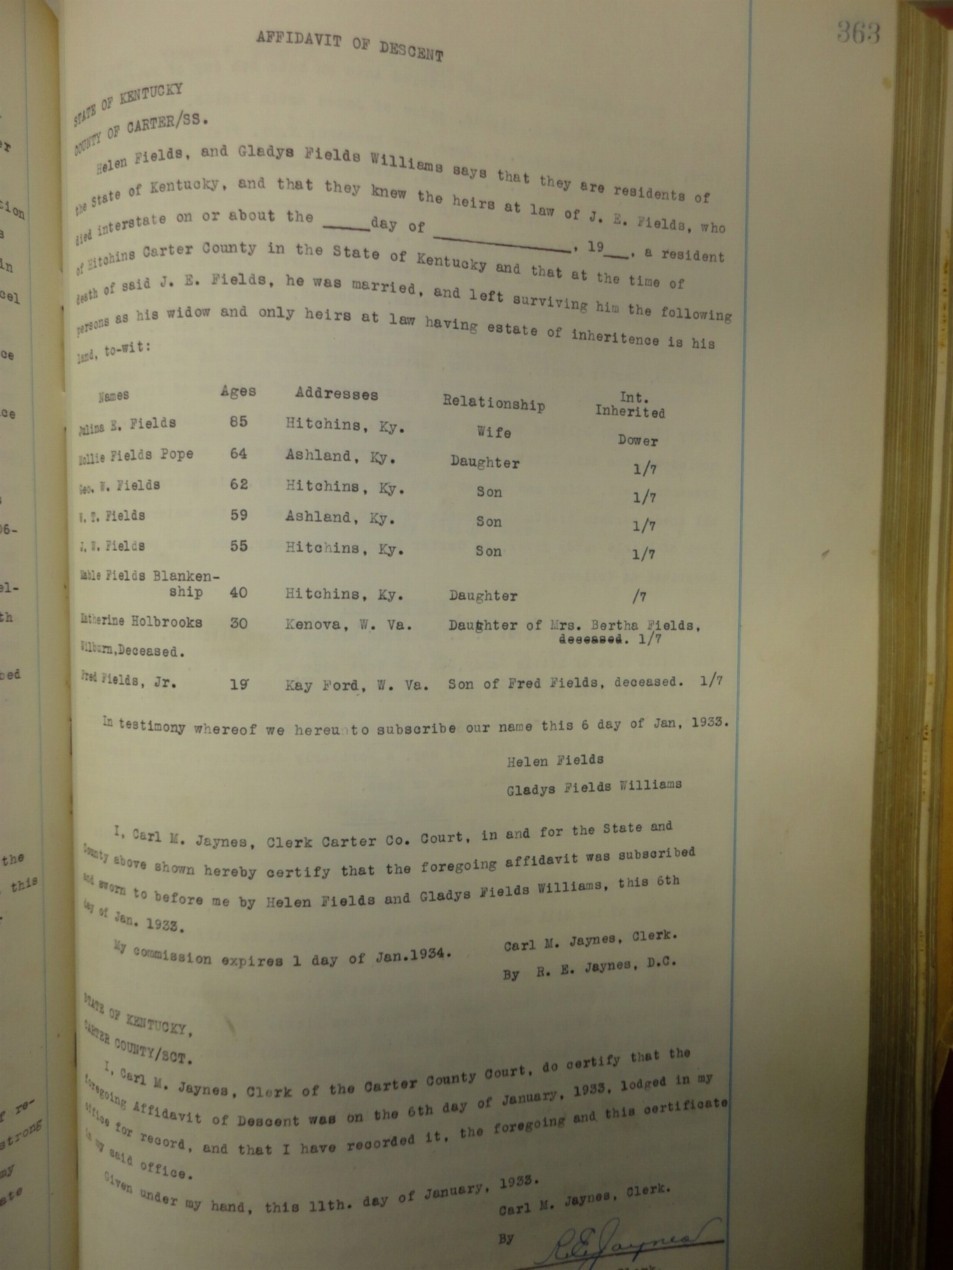 363
AFFIDAVIT OF DESCENT
STATE OF KENTUCKY
COUNTY OF CARTER/SS.
Helen Fields, and Gladys Fields Williams says that they are residents of
the State of Kentucky, and that they knew the heirs at law of J. E. Fields, who
died interstate on or about the _____day of _____________, 19___, a resident
of Hitchins Carter County in the State of Kentucky and that at the time of
death of said J. E. Fields, he was married, and left surviving him the following
persons as his widow and only heirs at law having estate of inheritence is his
land, to-wit:
Names Ages Addresses Relationship Int. Inherited
Julina E. Fields 85 Hitchins, Ky. Wife Dower
Mollie Fields Pope 64 Ashland, Ky. Daughter 1/7
Geo. W. Fields 62 Hitchins, Ky. Son 1/7
W. T. Fields 59 Ashland, Ky. Son 1/7
J. W. Fields 55 Hitchins, Ky. Son 1/7
Mable Fields Blanken-
ship 40 Hitchins, Ky. Daughter /7
Katherine Holbrooks 30 Kenova, W. Va. Daughter of Mrs. Bertha Fields,
deceased. 1/7
Wilburn,Deceased.
Fred Fields, Jr. 19 Kay Ford, W. Va. Son of Fred Fields, deceased. 1/7
In testimony whereof we hereunto subscribe our name this 6 day of Jan, 1933.
Helen Fields
Gladys Fields Williams
I, Carl M. Jaynes, Clerk Carter Co. Court, in and for the State and
County above shown hereby certify that the foregoing affidavit was subscribed
and sworn to before me by Helen Fields and Gladys Fields Williams, this 6th
day of Jan. 1933.
My commission expires 1 day of Jan.1934.
Carl M. Jaynes, Clerk.
By R. E. Jaynes, D.C.
STATE OF KENTUCKY,
CARTER COUNTY/SCT.
I, Carl M. Jaynes, Clerk of the Carter County Court, do certify that the
foregoing Affidavit of Descent was on the 6th day of January, 1933, lodged in my
office for record, and that I have recorded it, the foregoing and this certificate
in my said office.
Given under my hand, this 11th. day of January, 1933.
Carl M. Jaynes, Clerk.
By R.E. Jaynes